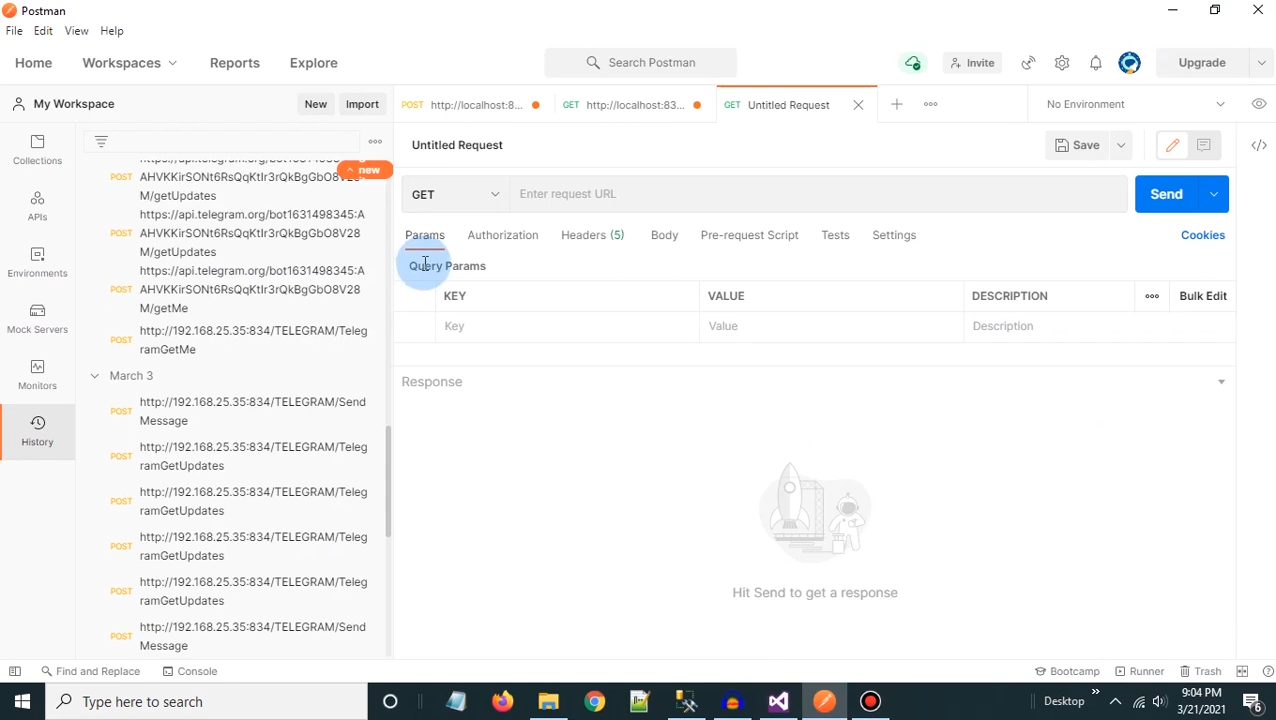 Postman
File Edit View Help
Home Workspaces Reports Explore Search Postman Invite Upgrade
My Workspace New Import
POST http://localhost:8... GET http://localhost:83... GET Untitled Request No Environment
Untitled Request Save
Collections
APIs
Environments
Mock Servers
Monitors
History
new
POST AHVKKirSONt6RsQqKtIr3rQkBgGbO8V28
M/getUpdates
https://api.telegram.org/bot1631498345:A
POST AHVKKirSONt6RsQqKtIr3rQkBgGbO8V28
M/getUpdates
https://api.telegram.org/bot1631498345:A
POST AHVKKirSONt6RsQqKtIr3rQkBgGbO8V28
M/getMe
POST http://192.168.25.35:834/TELEGRAM/Teleg
ramGetMe
March 3
POST http://192.168.25.35:834/TELEGRAM/Send
Message
POST http://192.168.25.35:834/TELEGRAM/Teleg
ramGetUpdates
POST http://192.168.25.35:834/TELEGRAM/Teleg
ramGetUpdates
POST http://192.168.25.35:834/TELEGRAM/Teleg
ramGetUpdates
POST http://192.168.25.35:834/TELEGRAM/Teleg
ramGetUpdates
POST http://192.168.25.35:834/TELEGRAM/Send
Message
GET Enter request URL Send
Params Authorization Headers (5) Body Pre-request Script Tests Settings Cookies
Query Params
KEY VALUE DESCRIPTION Bulk Edit
Key Value Description
Response
Hit Send to get a response
Find and Replace Console Bootcamp Runner Trash
Type here to search Desktop 9:04 PM
3/21/2021 6